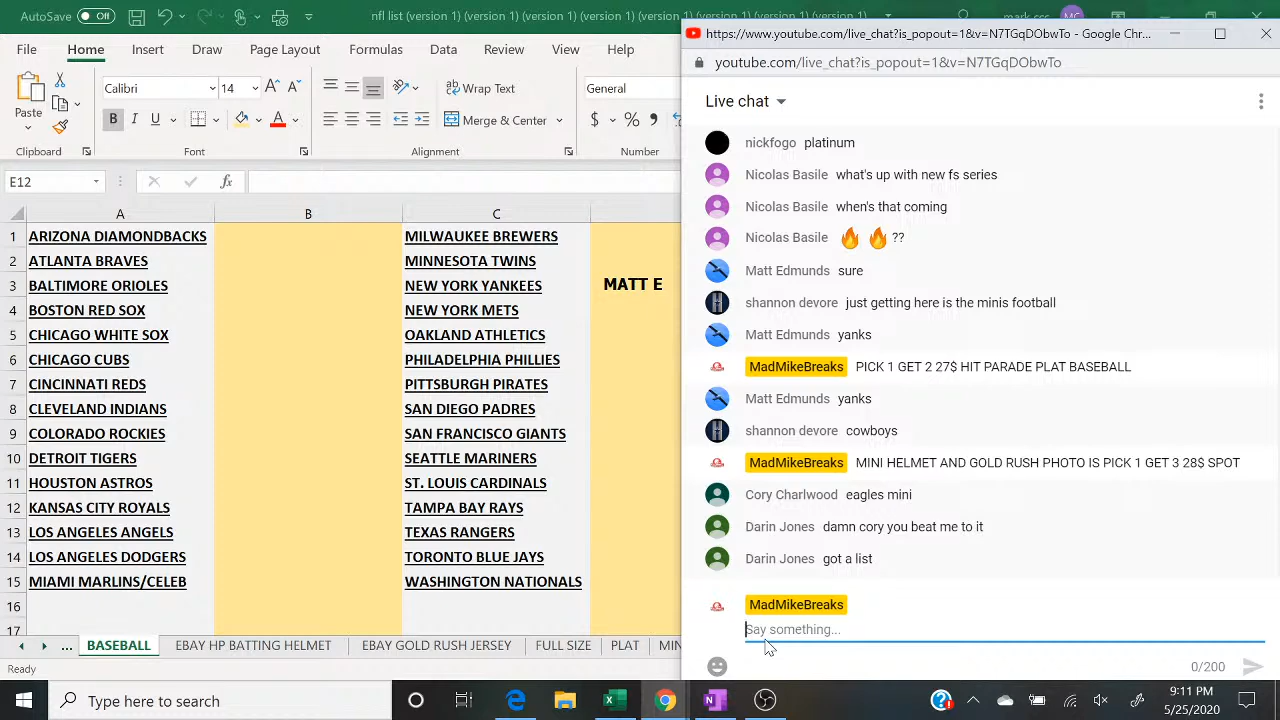 AutoSave Off nfl list (version 1) (version 1) (version 1) (version 1) (version 1)
https://www.youtube.com/live_chat?is_popout=1&v=N7TGqDObwTo - Google Chr...
youtube.com/live_chat?is_popout=1&v=N7TGqDObwTo
File Home Insert Draw Page Layout Formulas Data Review View Help
Paste
Calibri 14
B I U
Wrap Text
Merge & Center
General
$ % 9
Clipboard Font Alignment Number
E12 fx
A B C
1 ARIZONA DIAMONDBACKS MILWAUKEE BREWERS
2 ATLANTA BRAVES MINNESOTA TWINS
3 BALTIMORE ORIOLES NEW YORK YANKEES MATT E
4 BOSTON RED SOX NEW YORK METS
5 CHICAGO WHITE SOX OAKLAND ATHLETICS
6 CHICAGO CUBS PHILADELPHIA PHILLIES
7 CINCINNATI REDS PITTSBURGH PIRATES
8 CLEVELAND INDIANS SAN DIEGO PADRES
9 COLORADO ROCKIES SAN FRANCISCO GIANTS
10 DETROIT TIGERS SEATTLE MARINERS
11 HOUSTON ASTROS ST. LOUIS CARDINALS
12 KANSAS CITY ROYALS TAMPA BAY RAYS
13 LOS ANGELES ANGELS TEXAS RANGERS
14 LOS ANGELES DODGERS TORONTO BLUE JAYS
15 MIAMI MARLINS/CELEB WASHINGTON NATIONALS
16
17
... BASEBALL EBAY HP BATTING HELMET EBAY GOLD RUSH JERSEY FULL SIZE PLAT MIN
Ready
Live chat
nickfogo platinum
Nicolas Basile what's up with new fs series
Nicolas Basile when's that coming
Nicolas Basile 🔥 🔥 ??
Matt Edmunds sure
shannon devore just getting here is the minis football
Matt Edmunds yanks
MadMikeBreaks PICK 1 GET 2 27$ HIT PARADE PLAT BASEBALL
Matt Edmunds yanks
shannon devore cowboys
MadMikeBreaks MINI HELMET AND GOLD RUSH PHOTO IS PICK 1 GET 3 28$ SPOT
Cory Charlwood eagles mini
Darin Jones damn cory you beat me to it
Darin Jones got a list
MadMikeBreaks
Say something...
0/200
Type here to search
9:11 PM
5/25/2020